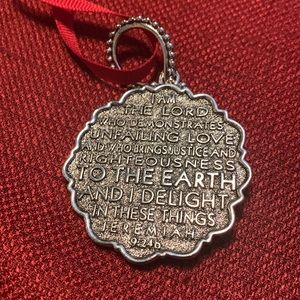 I AM
THE LORD
WHO DEMONSTRATES
UNFAILING LOVE
AND WHO BRINGS JUSTICE AND
RIGHTEOUSNESS
TO THE EARTH
AND I DELIGHT
IN THESE THINGS
JEREMIAH
9:24b